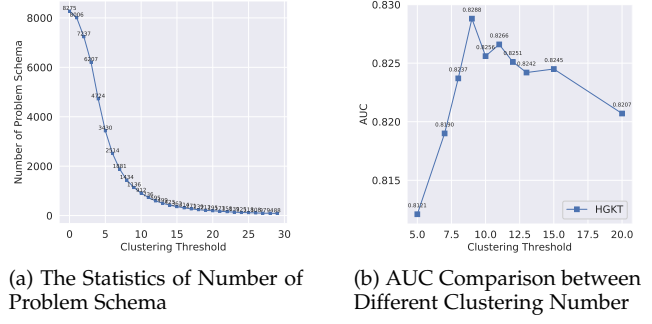 8275
8006
7237
6207
4724
3430
2514
1881
1434
1136
912
8000
6000
4000
2000
0
Number of Problem Schema
0 5 10 15 20 25 30
Clustering Threshold
(a) The Statistics of Number of
Problem Schema
0.830
0.825
0.820
0.815
AUC
0.8288
0.8266
0.8256
0.8251
0.8242
0.8245
0.8237
0.8207
0.8190
0.8121
HGKT
5.0 7.5 10.0 12.5 15.0 17.5 20.0
Clustering Threshold
(b) AUC Comparison between
Different Clustering Number